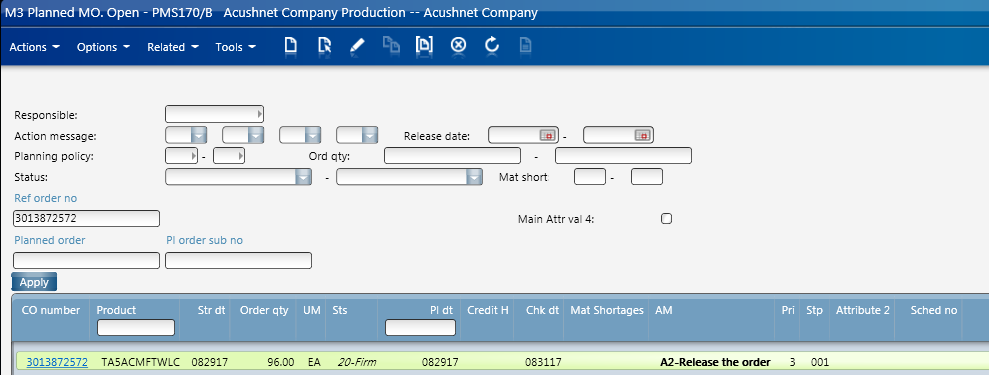 M3 Planned MO. Open - PMS170/B Acushnet Company Production -- Acushnet Company
Actions Options Related Tools
Responsible:
Action message: Release date: -
Planning policy: - Ord qty: -
Status: - Mat short -
Ref order no
3013872572 Main Attr val 4:
Planned order Pl order sub no
Apply
CO number Product Str dt Order qty UM Sts Pl dt Credit H Chk dt Mat Shortages AM Pri Stp Attribute 2 Sched no
3013872572 TA5ACMFTWLC 082917 96.00 EA 20-Firm 082917 083117 A2-Release the order 3 001